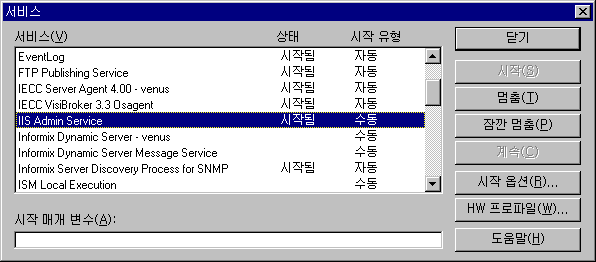 서비스
서비스(V) 상태 시작 유형
EventLog 시작됨 자동
FTP Publishing Service 시작됨 자동
IECC Server Agent 4.00 - venus 시작됨 자동
IECC VisiBroker 3.3 Osagent 시작됨 자동
IIS Admin Service 시작됨 수동
Informix Dynamic Server - venus 수동
Informix Dynamic Server Message Service 수동
Informix Server Discovery Process for SNMP 시작됨 자동
ISM Local Execution 수동
시작 매개 변수(A):
닫기
시작(S)
멈춤(T)
잠깐 멈춤(P)
계속(C)
시작 옵션(R)...
HW 프로파일(W)...
도움말(H)